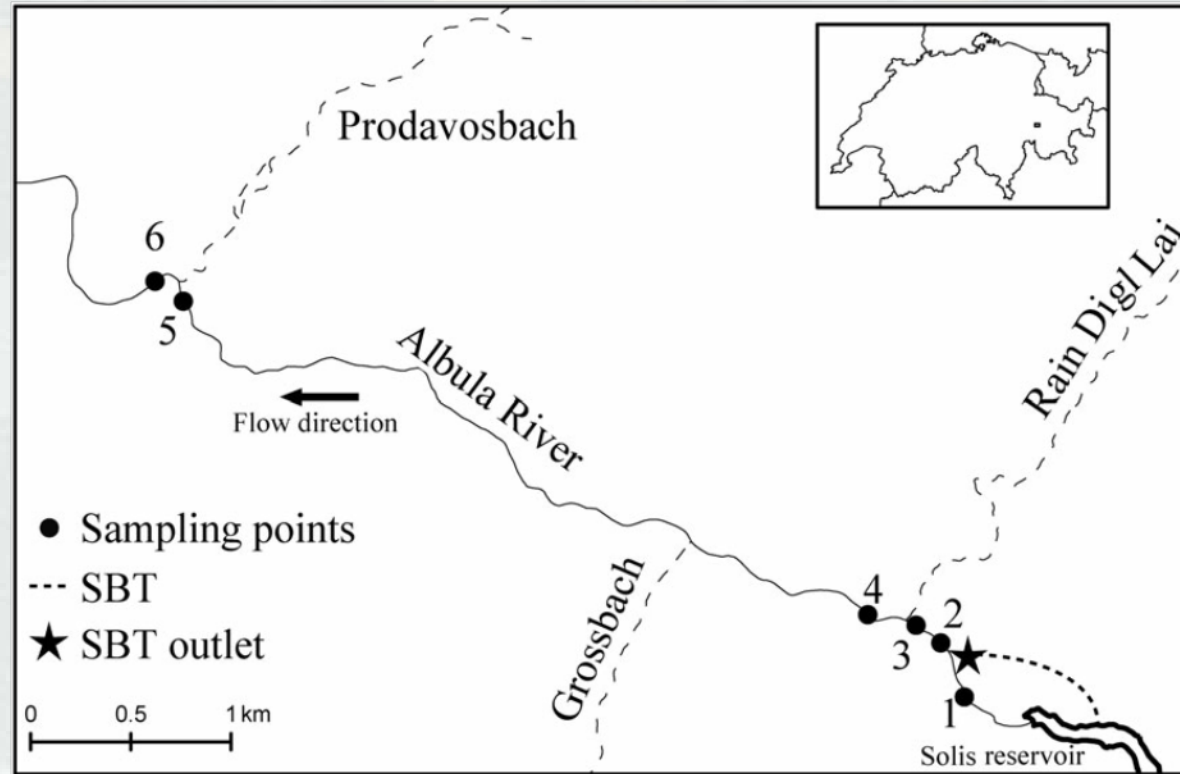 Prodavosbach
Rain Digl Lai
6
5
Albula River
Flow direction
Sampling points
SBT
SBT outlet
4
2
3
1
Grossbach
0 0.5 1 km
Solis reservoir